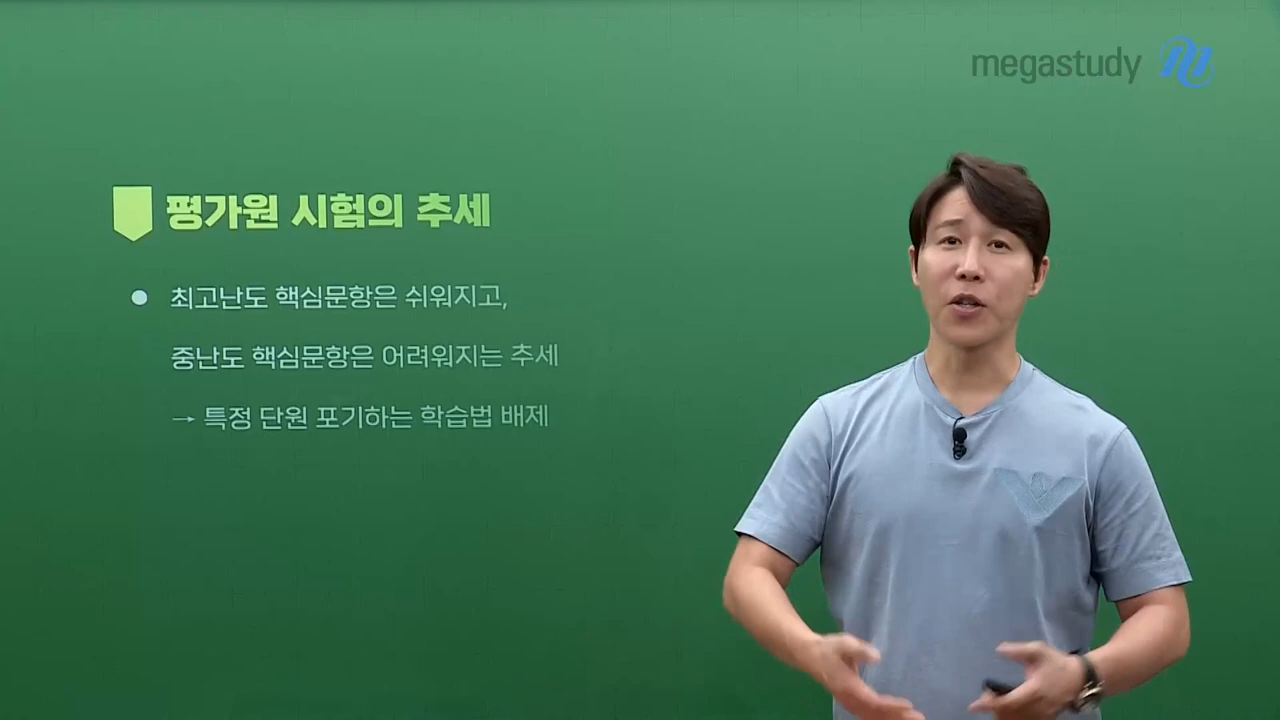 megastudy
평가원 시험의 추세
최고난도 핵심문항은 쉬워지고,
중난도 핵심문항은 어려워지는 추세
→ 특정 단원 포기하는 학습법 배제